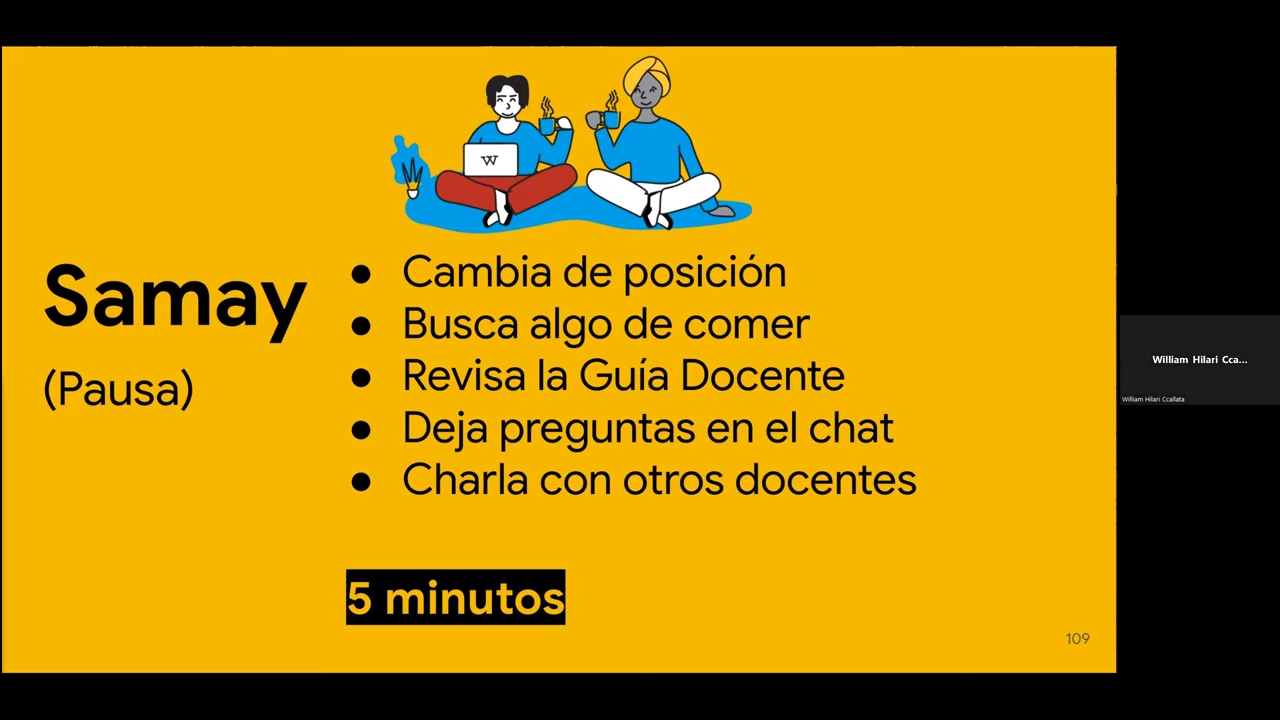 W
Samay
(Pausa)
● Cambia de posición
● Busca algo de comer
● Revisa la Guía Docente
● Deja preguntas en el chat
● Charla con otros docentes
5 minutos
109
William Hilari Cca...
William Hilari Ccallata